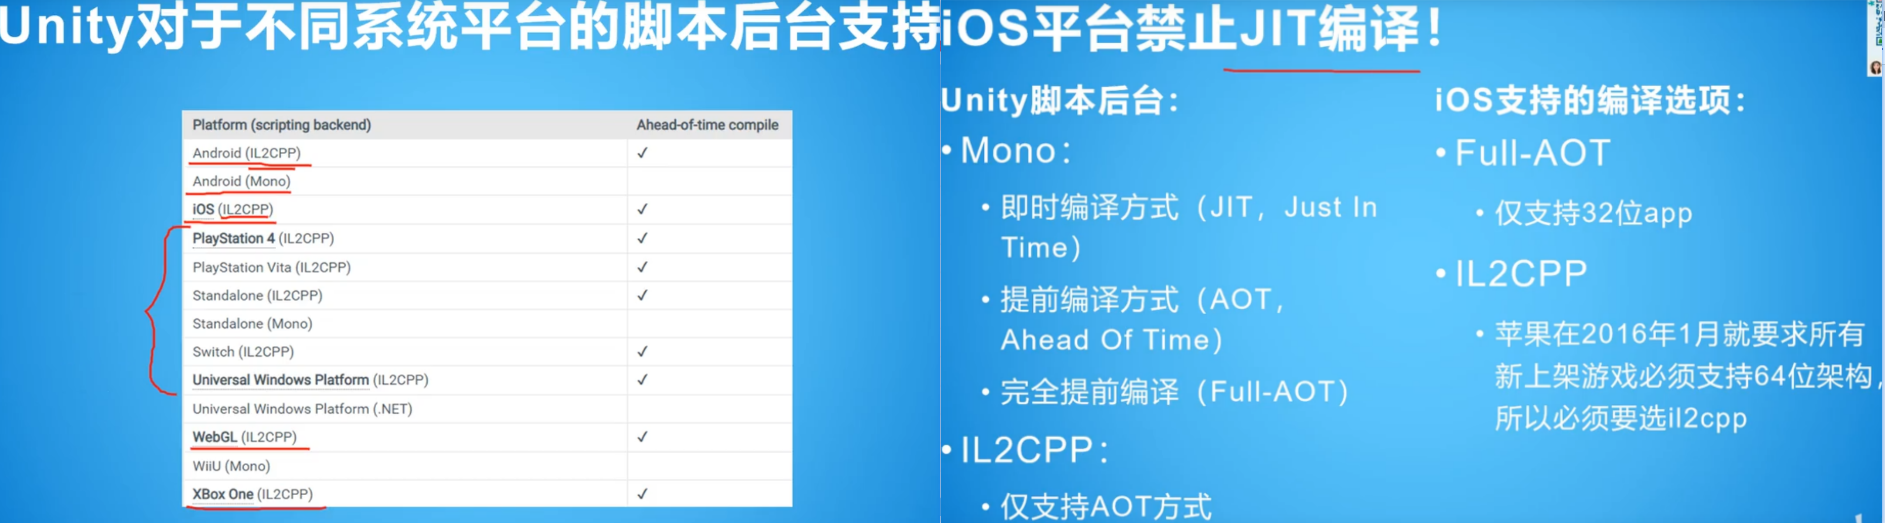 Unity对于不同系统平台的脚本后台支持
Platform (scripting backend) Ahead-of-time compile
Android (IL2CPP) ✓
Android (Mono)
iOS (IL2CPP) ✓
PlayStation 4 (IL2CPP) ✓
PlayStation Vita (IL2CPP) ✓
Standalone (IL2CPP) ✓
Standalone (Mono)
Switch (IL2CPP) ✓
Universal Windows Platform (IL2CPP) ✓
Universal Windows Platform (.NET)
WebGL (IL2CPP) ✓
WiiU (Mono)
XBox One (IL2CPP) ✓
iOS平台禁止JIT编译！
Unity脚本后台：
• Mono：
• 即时编译方式（JIT，Just In
Time）
• 提前编译方式（AOT，
Ahead Of Time）
• 完全提前编译（Full-AOT）
• IL2CPP：
• 仅支持AOT方式
iOS支持的编译选项：
• Full-AOT
• 仅支持32位app
• IL2CPP
• 苹果在2016年1月就要求所有
新上架游戏必须支持64位架构，
所以必须要选il2cpp